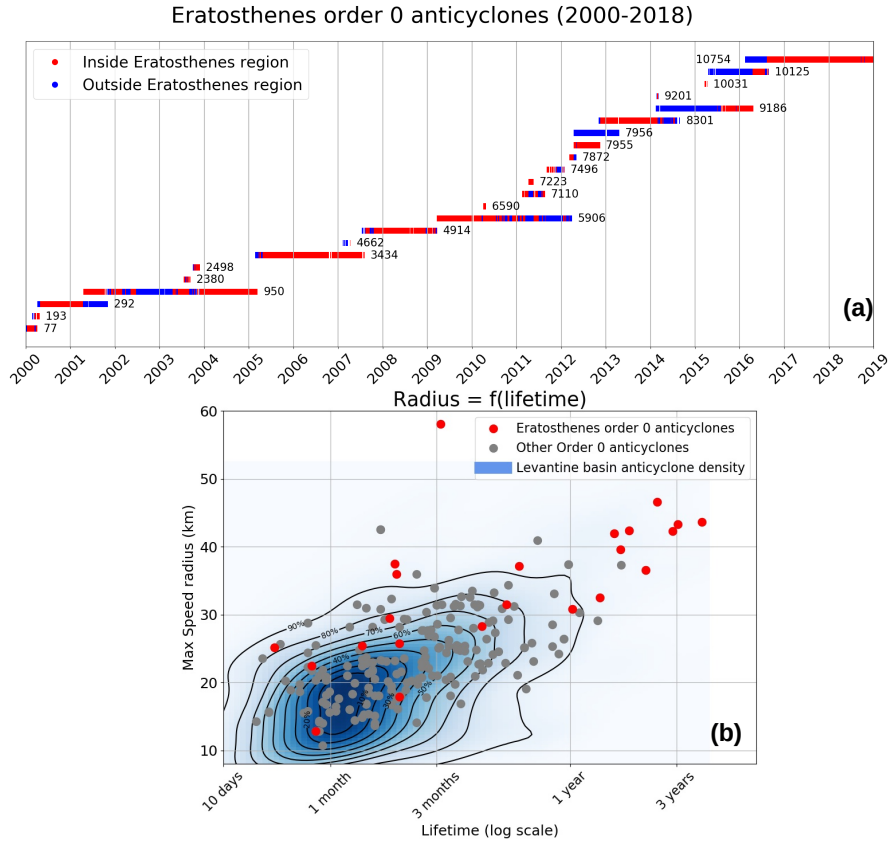 Eratosthenes order 0 anticyclones (2000-2018)
Inside Eratosthenes region
Outside Eratosthenes region
10754
10125
10031
9201
9186
8301
7956
7955
7872
7496
7223
7110
6590
5906
4914
4662
3434
2498
2380
950
292
193
77
(a)
2000 2001 2002 2003 2004 2005 2006 2007 2008 2009 2010 2011 2012 2013 2014 2015 2016 2017 2018 2019
Radius = f(lifetime)
Eratosthenes order 0 anticyclones
Other Order 0 anticyclones
Levantine basin anticyclone density
Max Speed radius (km)
60
50
40
30
20
10
90%
80%
70%
60%
40%
50%
30%
20%
(b)
10 days 1 month 3 months 1 year 3 years
Lifetime (log scale)